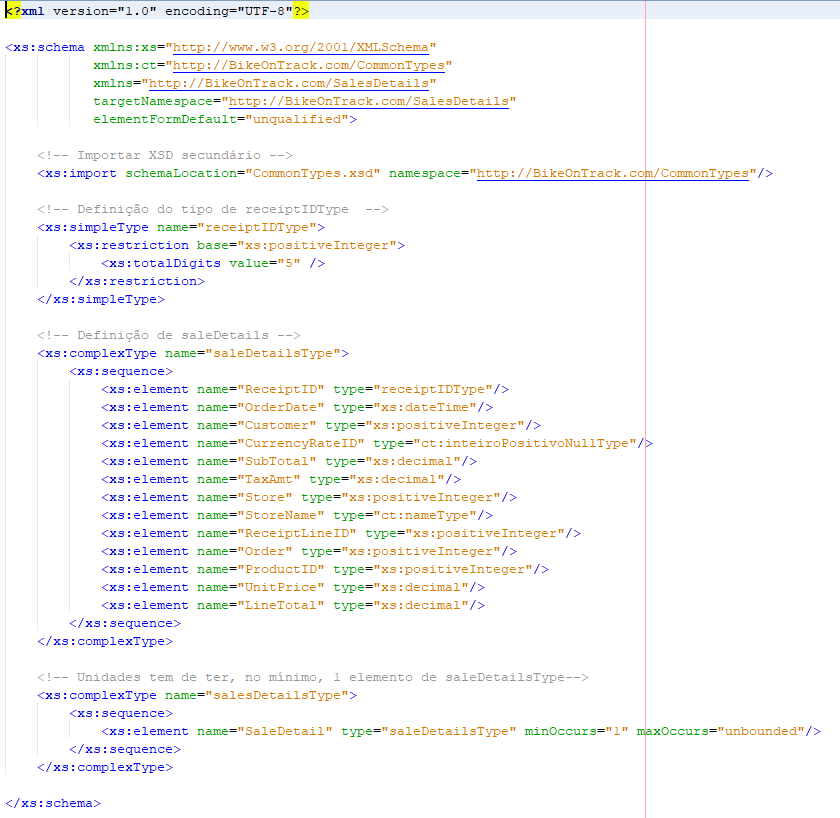 <?xml version="1.0" encoding="UTF-8"?>
<xs:schema xmlns:xs="http://www.w3.org/2001/XMLSchema"
xmlns:ct="http://BikeOnTrack.com/CommonTypes"
xmlns="http://BikeOnTrack.com/SalesDetails"
targetNamespace="http://BikeOnTrack.com/SalesDetails"
elementFormDefault="unqualified">
<!-- Importar XSD secundário -->
<xs:import schemaLocation="CommonTypes.xsd" namespace="http://BikeOnTrack.com/CommonTypes"/>
<!-- Definição do tipo de receiptIDType  -->
<xs:simpleType name="receiptIDType">
<xs:restriction base="xs:positiveInteger">
<xs:totalDigits value="5" />
</xs:restriction>
</xs:simpleType>
<!-- Definição de saleDetails -->
<xs:complexType name="saleDetailsType">
<xs:sequence>
<xs:element name="ReceiptID" type="receiptIDType"/>
<xs:element name="OrderDate" type="xs:dateTime"/>
<xs:element name="Customer" type="xs:positiveInteger"/>
<xs:element name="CurrencyRateID" type="ct:inteiroPositivoNullType"/>
<xs:element name="SubTotal" type="xs:decimal"/>
<xs:element name="TaxAmt" type="xs:decimal"/>
<xs:element name="Store" type="xs:positiveInteger"/>
<xs:element name="StoreName" type="ct:nameType"/>
<xs:element name="ReceiptLineID" type="xs:positiveInteger"/>
<xs:element name="Order" type="xs:positiveInteger"/>
<xs:element name="ProductID" type="xs:positiveInteger"/>
<xs:element name="UnitPrice" type="xs:decimal"/>
<xs:element name="LineTotal" type="xs:decimal"/>
</xs:sequence>
</xs:complexType>
<!-- Unidades tem de ter, no mínimo, 1 elemento de saleDetailsType-->
<xs:complexType name="salesDetailsType">
<xs:sequence>
<xs:element name="SaleDetail" type="saleDetailsType" minOccurs="1" maxOccurs="unbounded"/>
</xs:sequence>
</xs:complexType>
</xs:schema>